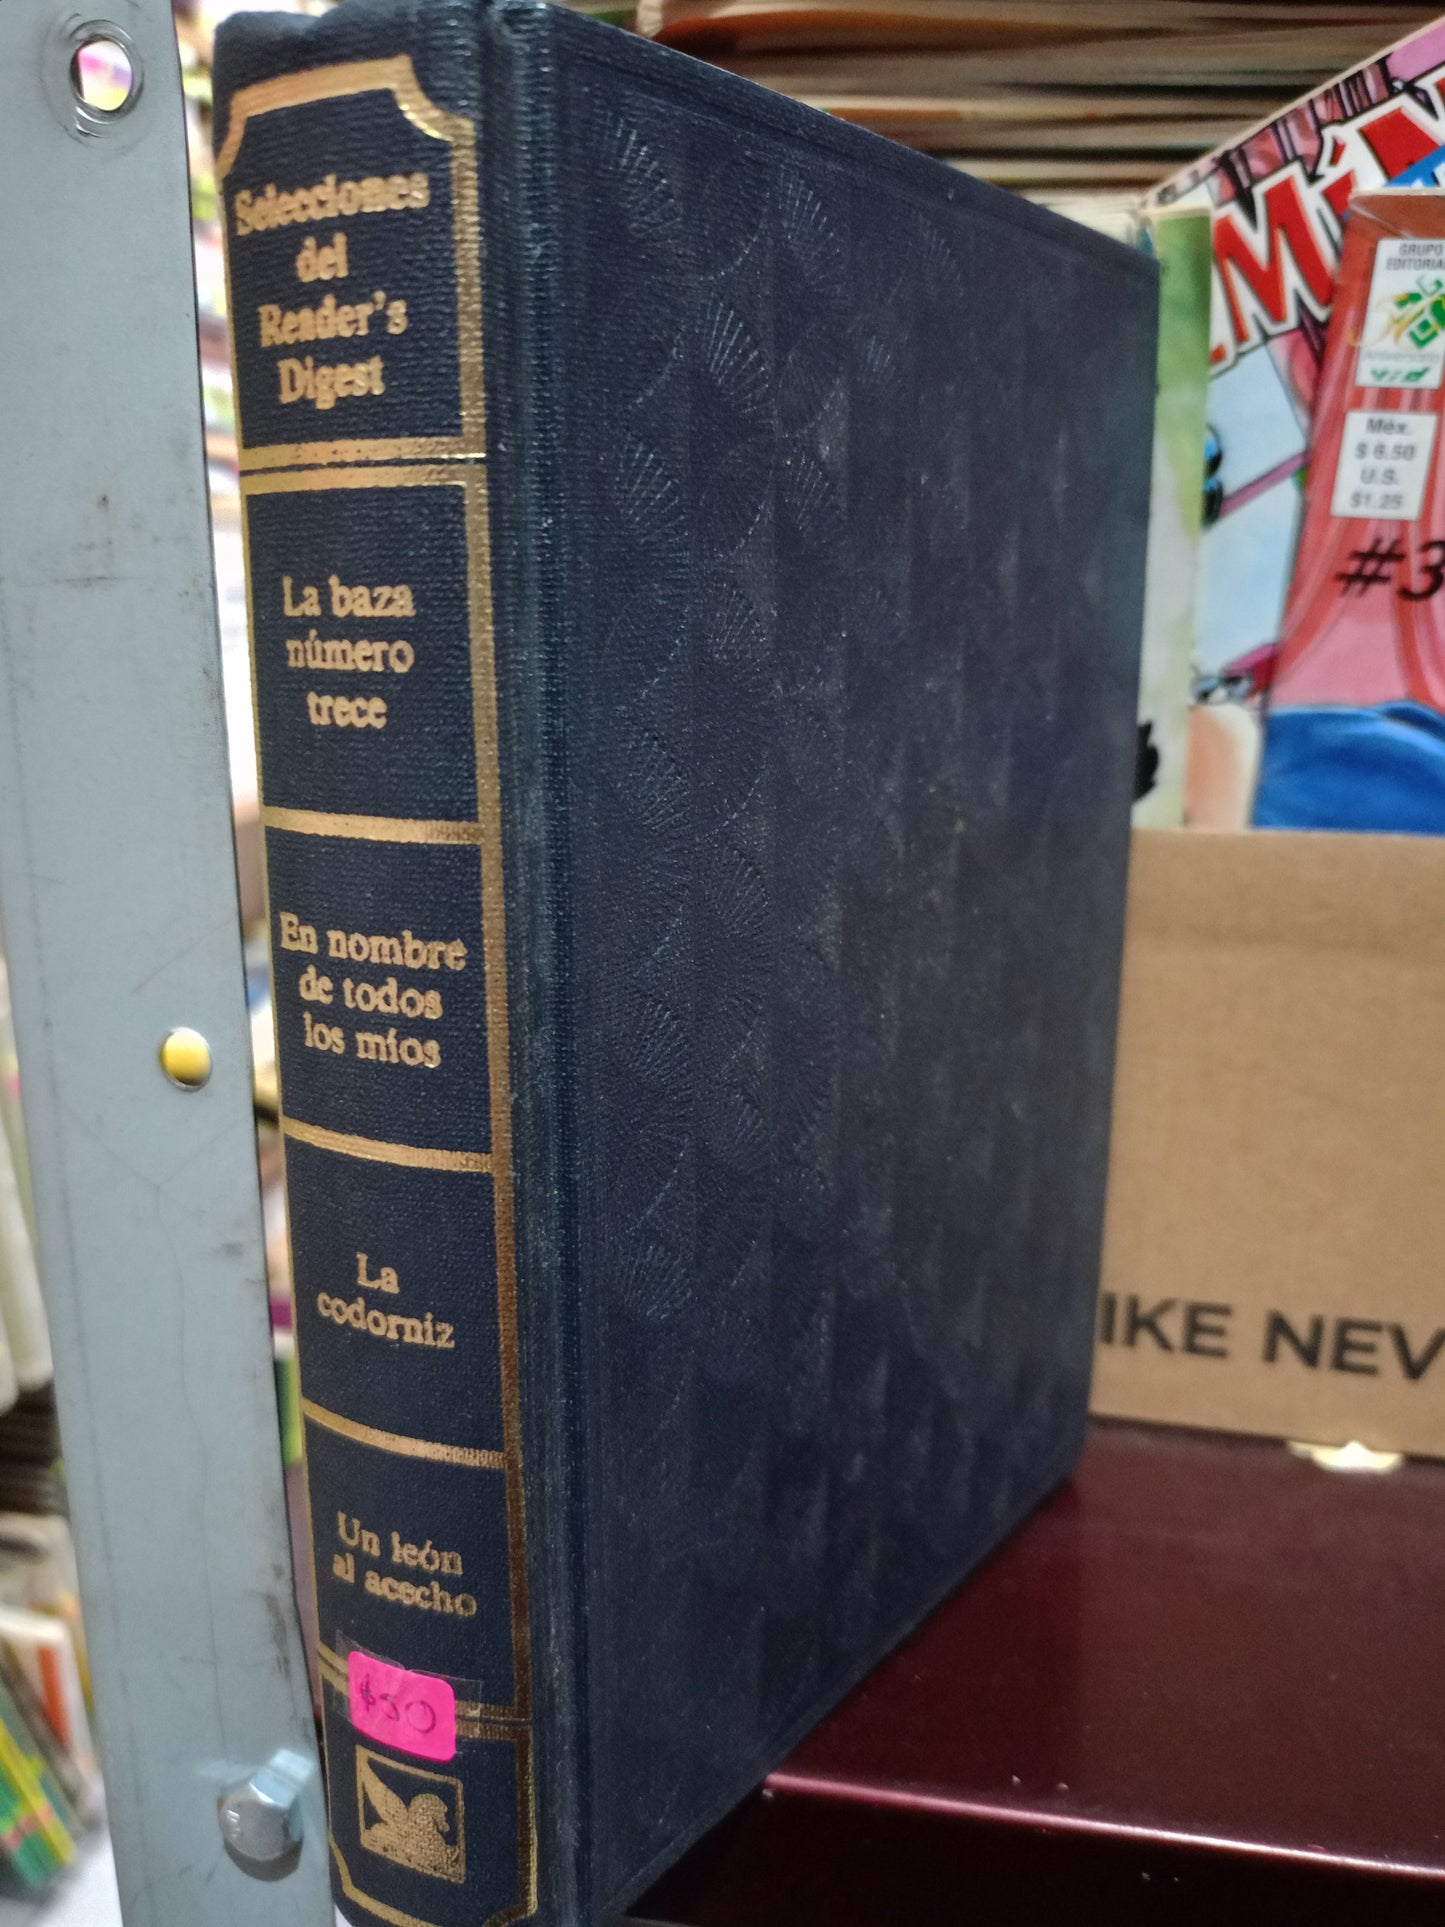 Selecciones
del
Reader's
Digest
La baza
número
trece
En nombre
de todos
los míos
La
codorniz
Un león
al acecho
$50
GRUPO
EDITORIAL
Méx.
$ 6.50
U.S.
$1.25
#3
IKE NEV